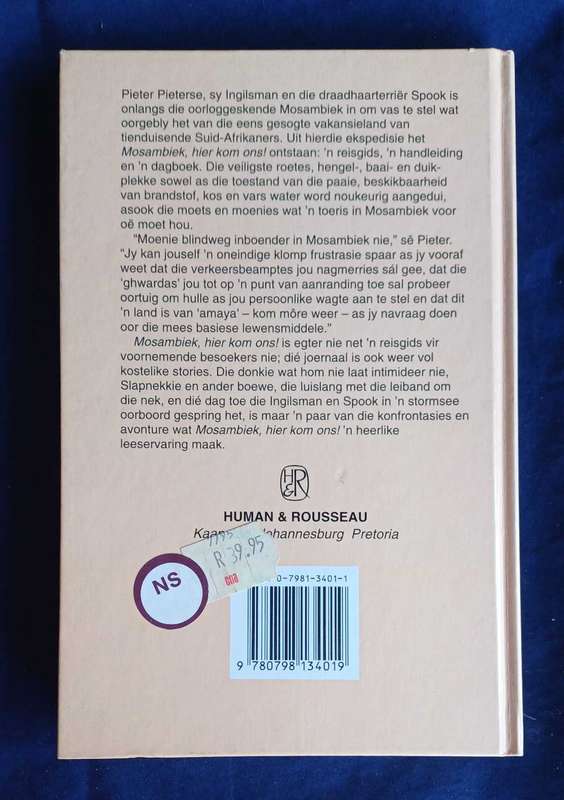 Pieter Pieterse, sy Ingilsman en die draadhaarterriër Spook is
onlangs die oorloggeskende Mosambiek in om vas te stel wat
oorgebly het van die eens gesogte vakansieland van
tienduisende Suid-Afrikaners. Uit hierdie ekspedisie het
Mosambiek, hier kom ons! ontstaan: 'n reisgids, 'n handleiding
en 'n dagboek. Die veiligste roetes, hengel-, baai- en duik-
plekke sowel as die toestand van die paaie, beskikbaarheid
van brandstof, kos en vars water word noukeurig aangedui,
asook die moets en moenies wat 'n toeris in Mosambiek voor
oë moet hou.
“Moenie blindweg inboender in Mosambiek nie,” sê Pieter.
“Jy kan jouself 'n oneindige klomp frustrasie spaar as jy vooraf
weet dat die verkeersbeamptes jou nagmerries sál gee, dat die
'ghwardas' jou tot op 'n punt van aanranding toe sal probeer
oortuig om hulle as jou persoonlike wagte aan te stel en dat dit
'n land is van 'amaya' – kom môre weer – as jy navraag doen
oor die mees basiese lewensmiddele.”
Mosambiek, hier kom ons! is egter nie net 'n reisgids vir
voornemende besoekers nie; dié joernaal is ook weer vol
kostelike stories. Die donkie wat hom nie laat intimideer nie,
Slapnekkie en ander boewe, die luislang met die leiband om
die nek, en dié dag toe die Ingilsman en Spook in 'n stormsee
oorboord gespring het, is maar 'n paar van die konfrontasies en
avonture wat Mosambiek, hier kom ons! 'n heerlike
leeservaring maak.
H&R
HUMAN & ROUSSEAU
Pretoria
R 39.95
cna
NS
0-7981-3401-1
9 780798 134019